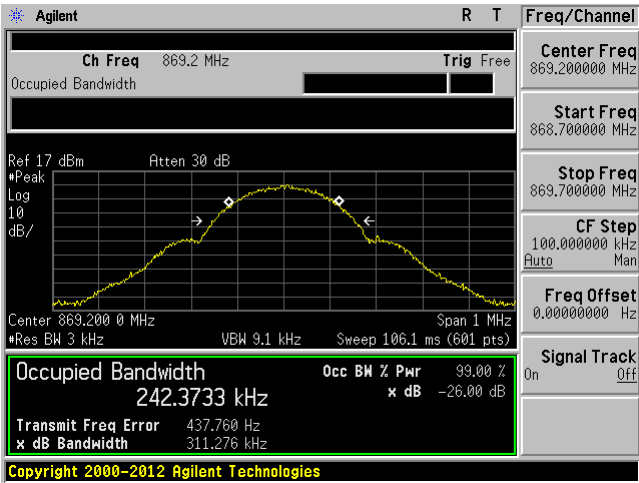 Agilent R T Freq/Channel
Ch Freq 869.2 MHz Trig Free
Occupied Bandwidth
Center Freq
869.200000 MHz
Start Freq
868.700000 MHz
Stop Freq
869.700000 MHz
CF Step
100.000000 kHz
Auto Man
Freq Offset
0.00000000 Hz
Signal Track
On Off
Ref 17 dBm Atten 30 dB
#Peak
Log
10
dB/
Center 869.200 0 MHz Span 1 MHz
#Res BW 3 kHz VBW 9.1 kHz Sweep 106.1 ms (601 pts)
Occupied Bandwidth Occ BW % Pwr 99.00 %
242.3733 kHz x dB -26.00 dB
Transmit Freq Error 437.760 Hz
x dB Bandwidth 311.276 kHz
Copyright 2000-2012 Agilent Technologies